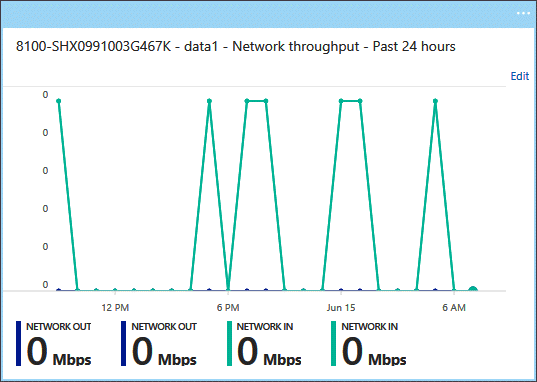 8100-SHX0991003G467K - data1 - Network throughput - Past 24 hours
Edit
0
0
0
0
0
0
12 PM 6 PM Jun 15 6 AM
NETWORK OUT NETWORK OUT NETWORK IN NETWORK IN
0 Mbps 0 Mbps 0 Mbps 0 Mbps